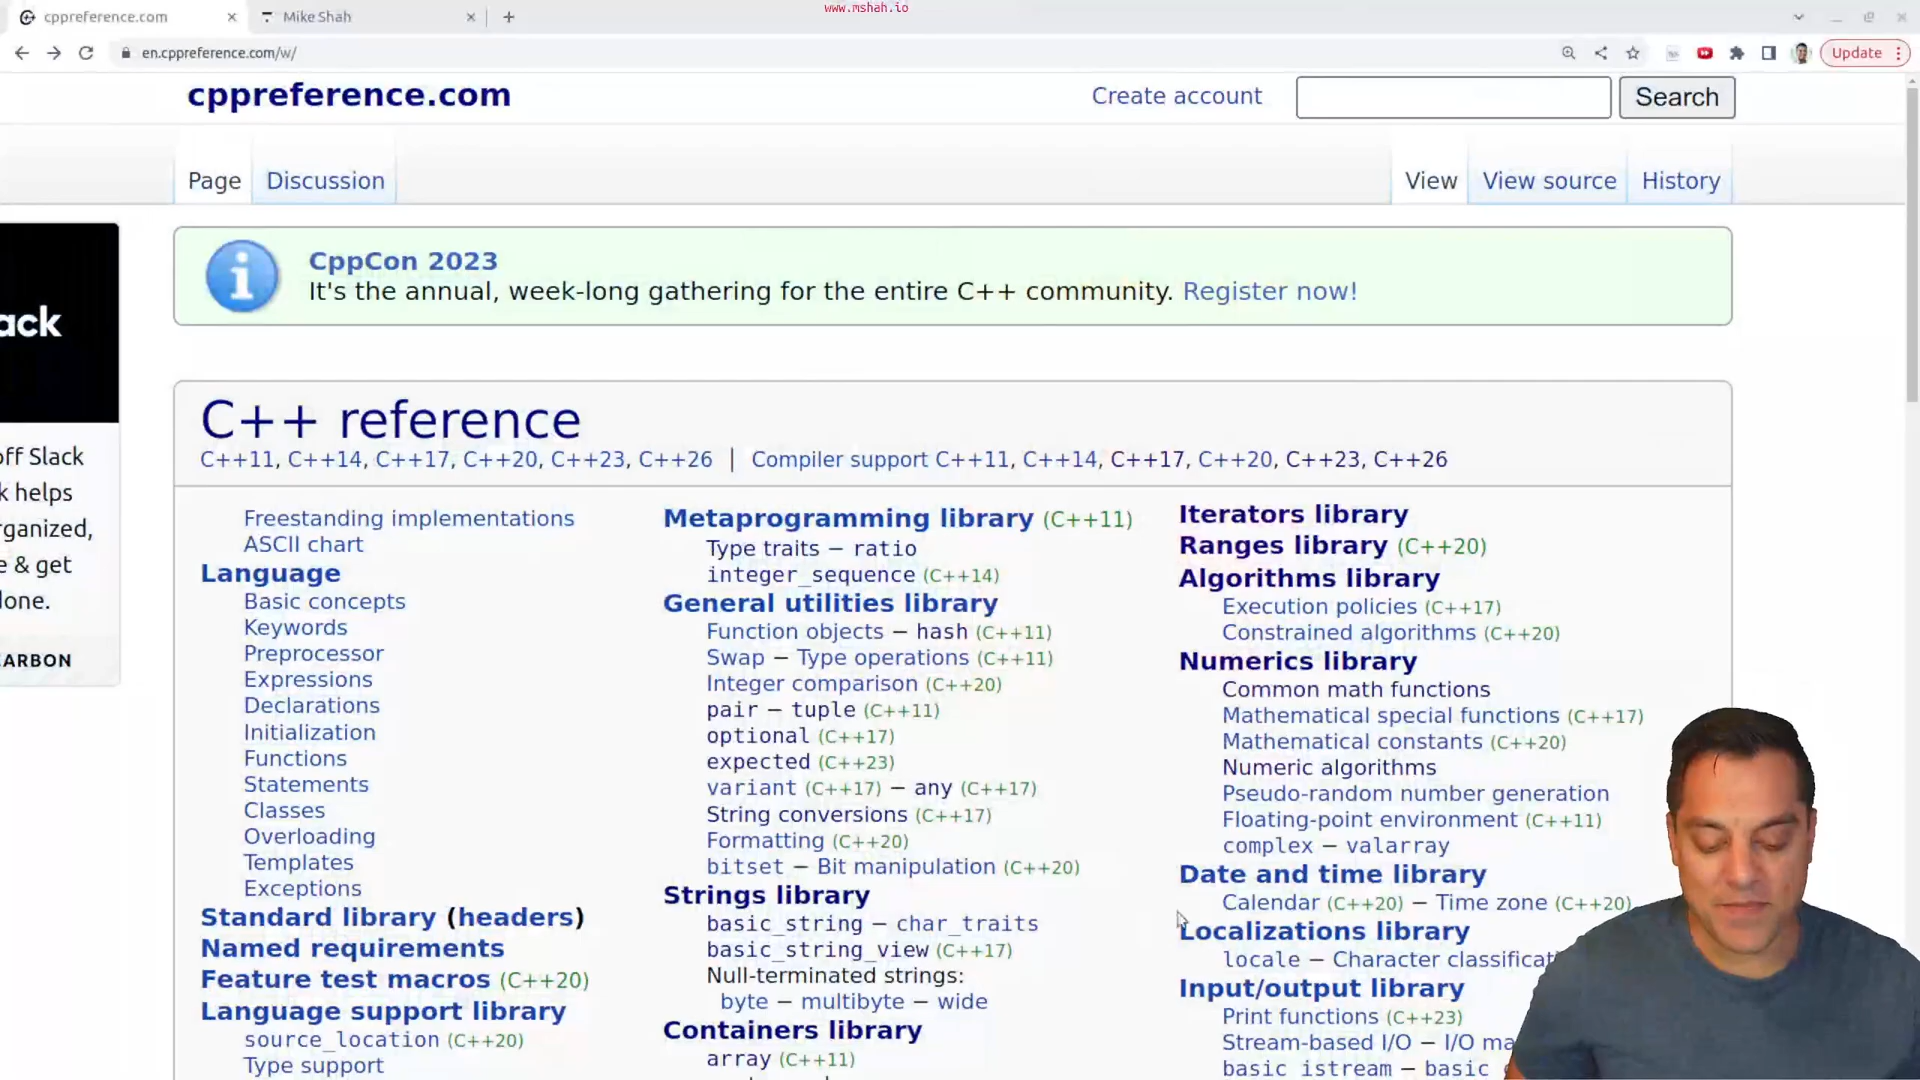 www.mshah.io
cppreference.com
Mike Shah
en.cppreference.com/w/
Update
cppreference.com
Create account
Search
Page
Discussion
View
View source
History
CppCon 2023
It's the annual, week-long gathering for the entire C++ community. Register now!
ack
off Slack
k helps
rganized,
e & get
lone.
CARBON
C++ reference
C++11, C++14, C++17, C++20, C++23, C++26 | Compiler support C++11, C++14, C++17, C++20, C++23, C++26
Freestanding implementations
ASCII chart
Language
Basic concepts
Keywords
Preprocessor
Expressions
Declarations
Initialization
Functions
Statements
Classes
Overloading
Templates
Exceptions
Standard library (headers)
Named requirements
Feature test macros (C++20)
Language support library
source_location (C++20)
Type support
Metaprogramming library (C++11)
Type traits − ratio
integer_sequence (C++14)
General utilities library
Function objects − hash (C++11)
Swap − Type operations (C++11)
Integer comparison (C++20)
pair − tuple (C++11)
optional (C++17)
expected (C++23)
variant (C++17) − any (C++17)
String conversions (C++17)
Formatting (C++20)
bitset − Bit manipulation (C++20)
Strings library
basic_string − char_traits
basic_string_view (C++17)
Null-terminated strings:
byte − multibyte − wide
Containers library
array (C++11)
Iterators library
Ranges library (C++20)
Algorithms library
Execution policies (C++17)
Constrained algorithms (C++20)
Numerics library
Common math functions
Mathematical special functions (C++17)
Mathematical constants (C++20)
Numeric algorithms
Pseudo-random number generation
Floating-point environment (C++11)
complex − valarray
Date and time library
Calendar (C++20) − Time zone (C++20)
Localizations library
locale − Character classificat
Input/output library
Print functions (C++23)
Stream-based I/O − I/O ma
basic_istream − basic_